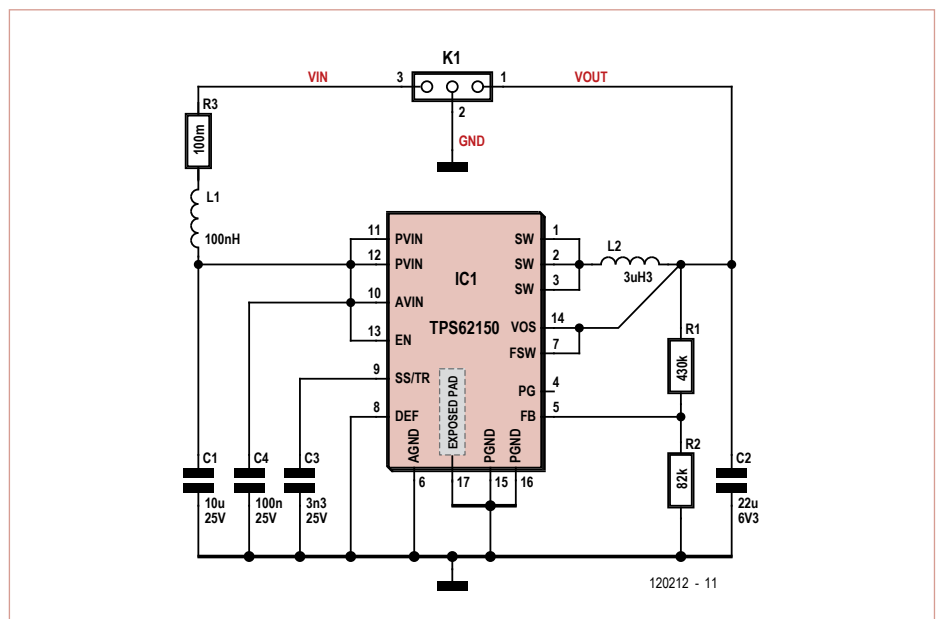 K1
VIN
3
1
VOUT
R3
2
100m
GND
L1
100nH
11
PVIN
SW
1
12
PVIN
SW
2
L2
IC1
3uH3
10
AVIN
SW
3
TPS62150
VOS
14
13
EN
FSW
7
R1
430k
9
SS/TR
PG
4
8
DEF
EXPOSED PAD
FB
5
AGND
PGND
PGND
R2
82k
C1
10u
25V
C4
100n
25V
C3
3n3
25V
6
17
15
16
C2
22u
6V3
120212 - 11